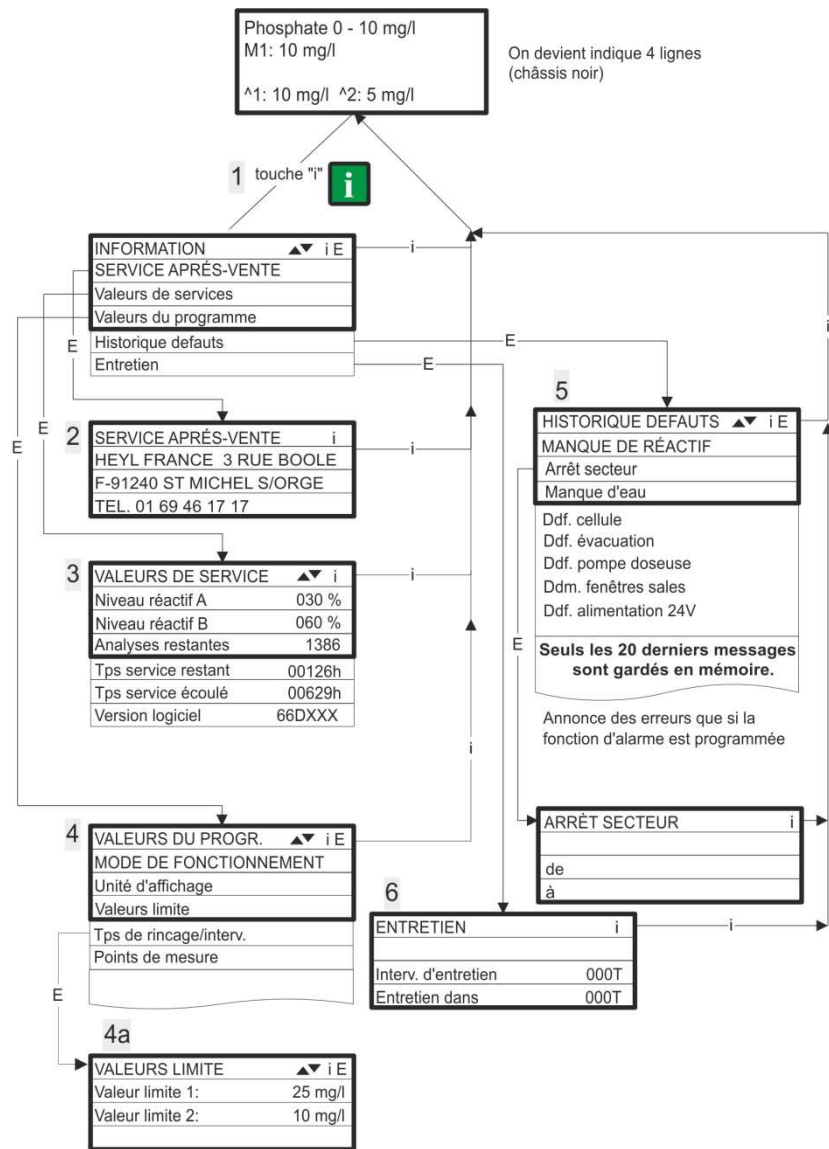 Phosphate 0 - 10 mg/l
M1: 10 mg/l
^1: 10 mg/l ^2: 5 mg/l
On devient indique 4 lignes
(châssis noir)
1 touche "i" i
INFORMATION ▲▼ i E
SERVICE APRÉS-VENTE
Valeurs de services
Valeurs du programme
Historique defauts
Entretien
i
i
E
E
E
E
E
2
SERVICE APRÉS-VENTE i
HEYL FRANCE 3 RUE BOOLE
F-91240 ST MICHEL S/ORGE
TEL. 01 69 46 17 17
i
3
VALEURS DE SERVICE ▲▼ i
Niveau réactif A 030 %
Niveau réactif B 060 %
Analyses restantes 1386
Tps service restant 00126h
Tps service écoulé 00629h
Version logiciel 66DXXX
i
i
4
VALEURS DU PROGR. ▲▼ i E
MODE DE FONCTIONNEMENT
Unité d'affichage
Valeurs limite
Tps de rincage/interv.
Points de mesure
E
4a
VALEURS LIMITE ▲▼ i E
Valeur limite 1: 25 mg/l
Valeur limite 2: 10 mg/l
5
HISTORIQUE DEFAUTS ▲▼ i E
MANQUE DE RÉACTIF
Arrêt secteur
Manque d'eau
Ddf. cellule
Ddf. évacuation
Ddf. pompe doseuse
Ddm. fenêtres sales
Ddf. alimentation 24V
Seuls les 20 derniers messages
sont gardés en mémoire.
E
Annonce des erreurs que si la
fonction d'alarme est programmée
ARRÈT SECTEUR i
de
à
6
ENTRETIEN i
Interv. d'entretien 000T
Entretien dans 000T
i